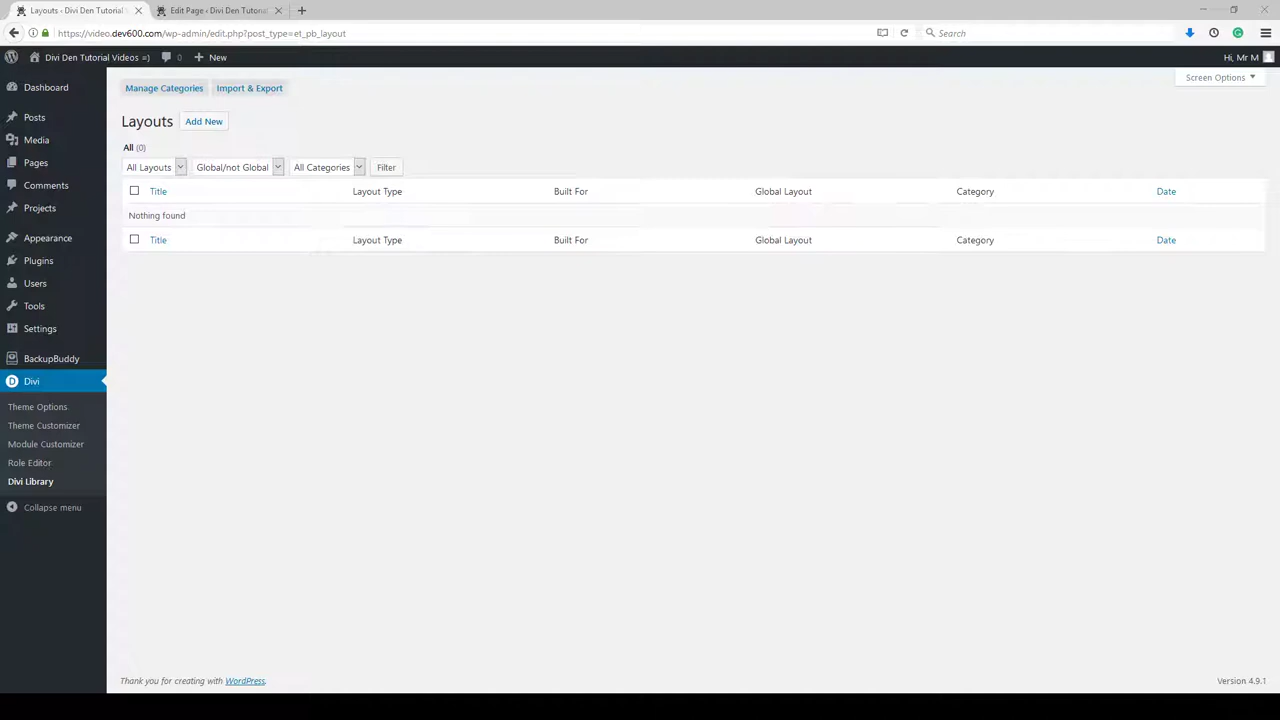 Layouts ‹ Divi Den Tutorial
Edit Page ‹ Divi Den Tutorial
https://video.dev600.com/wp-admin/edit.php?post_type=et_pb_layout
Search
Divi Den Tutorial Videos =)
0
New
Hi, Mr M
Dashboard
Posts
Media
Pages
Comments
Projects
Appearance
Plugins
Users
Tools
Settings
BackupBuddy
Divi
Theme Options
Theme Customizer
Module Customizer
Role Editor
Divi Library
Collapse menu
Manage Categories Import & Export
Screen Options
Layouts Add New
All (0)
All Layouts Global/not Global All Categories Filter
Title Layout Type Built For Global Layout Category Date
Nothing found
Title Layout Type Built For Global Layout Category Date
Thank you for creating with WordPress.
Version 4.9.1